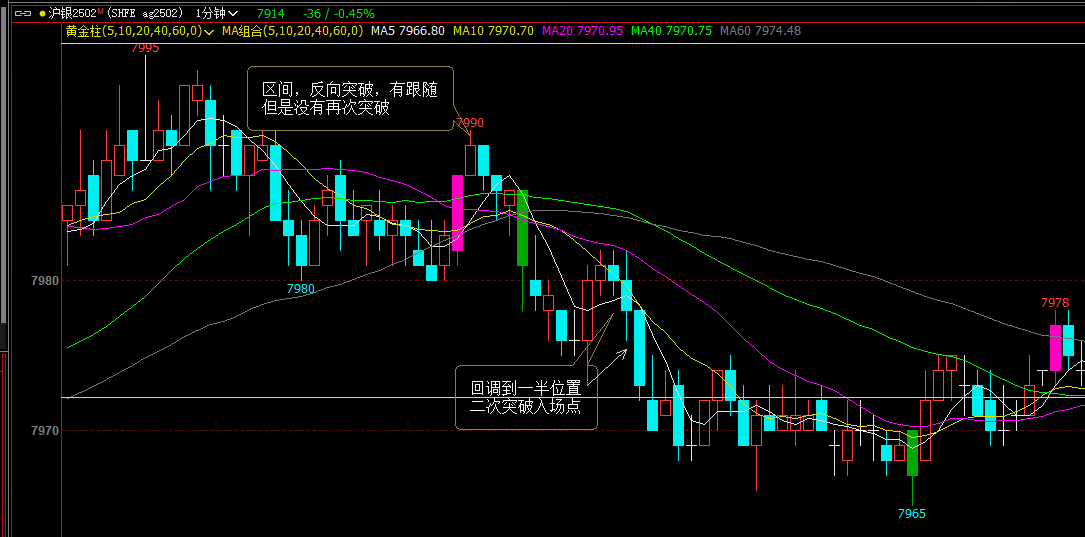 沪银2502M (SHFE ag2502) 1分钟 7914 -36 / -0.45%
黄金柱(5,10,20,40,60,0) MA组合(5,10,20,40,60,0) MA5 7966.80 MA10 7970.70 MA20 7970.95 MA40 7970.75 MA60 7974.48
7995
区间，反向突破，有跟随
但是没有再次突破
7990
7980
7980
7978
回调到一半位置
二次突破入场点
7970
7965